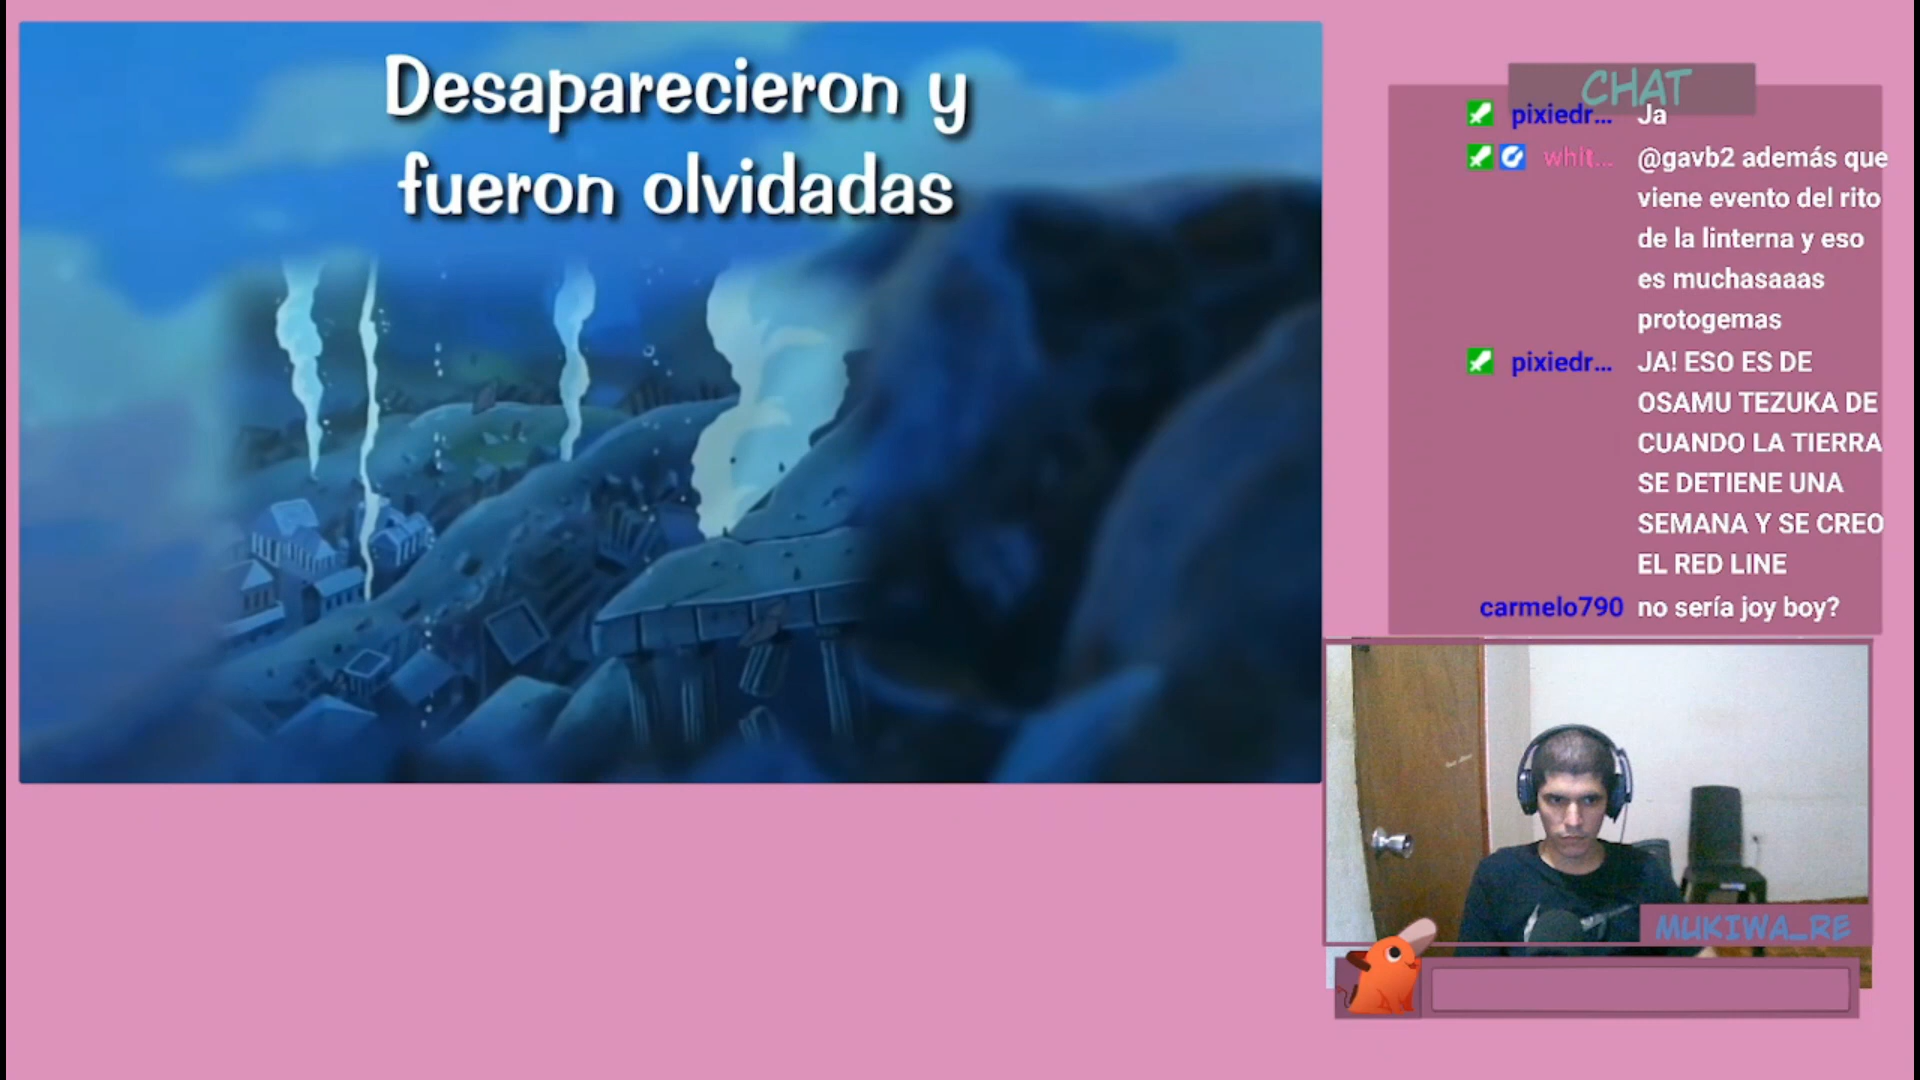 Desaparecieron y
fueron olvidadas
CHAT
pixiedr... Ja
whit... @gavb2 además que
viene evento del rito
de la linterna y eso
es muchasaaas
protogemas
pixiedr... JA! ESO ES DE
OSAMU TEZUKA DE
CUANDO LA TIERRA
SE DETIENE UNA
SEMANA Y SE CREO
EL RED LINE
carmelo790 no sería joy boy?
MUKIWA_RE